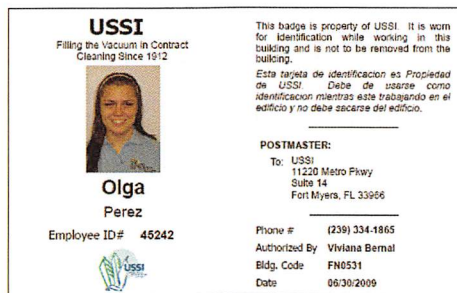 USSI
Filling the Vacuum in Contract
Cleaning Since 1912
Olga
Perez
Employee ID# 45242
USSI
This badge is property of USSI. It is worn
for identification while working in this
building and is not to be removed from the
building.
Esta tarjeta de identificacion es Propiedad
de USSI. Debe de usarse como
identificacion mientras este trabajando en el
edificio y no debe sacarse del edificio.
POSTMASTER:
To: USSI
11220 Metro Pkwy
Suite 14
Fort Myers, FL 33966
Phone # (239) 334-1865
Authorized By Viviana Bernal
Bldg. Code FN0531
Date 06/30/2009